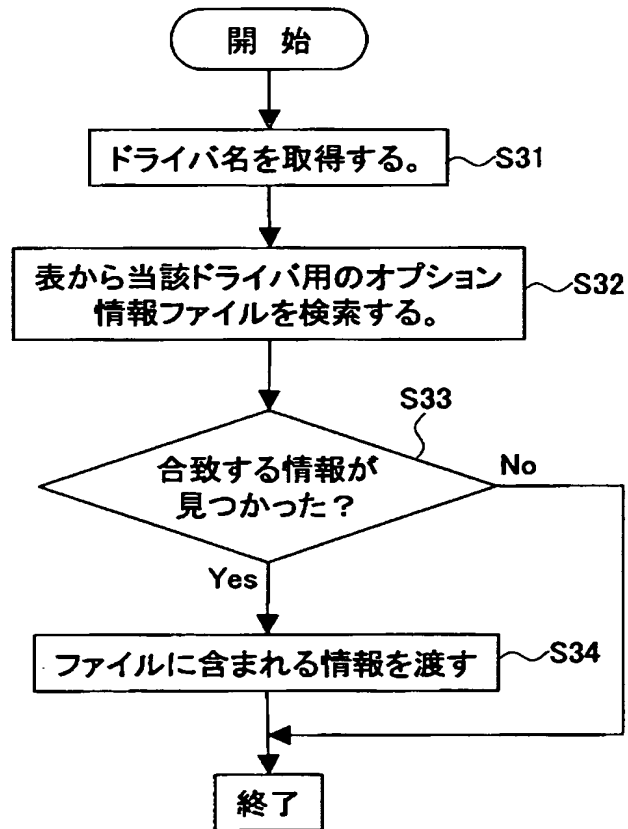 開 始
ドライバ名を取得する。
S31
表から当該ドライバ用のオプション
情報ファイルを検索する。
S32
S33
合致する情報が
見つかった？
No
Yes
ファイルに含まれる情報を渡す
S34
終了